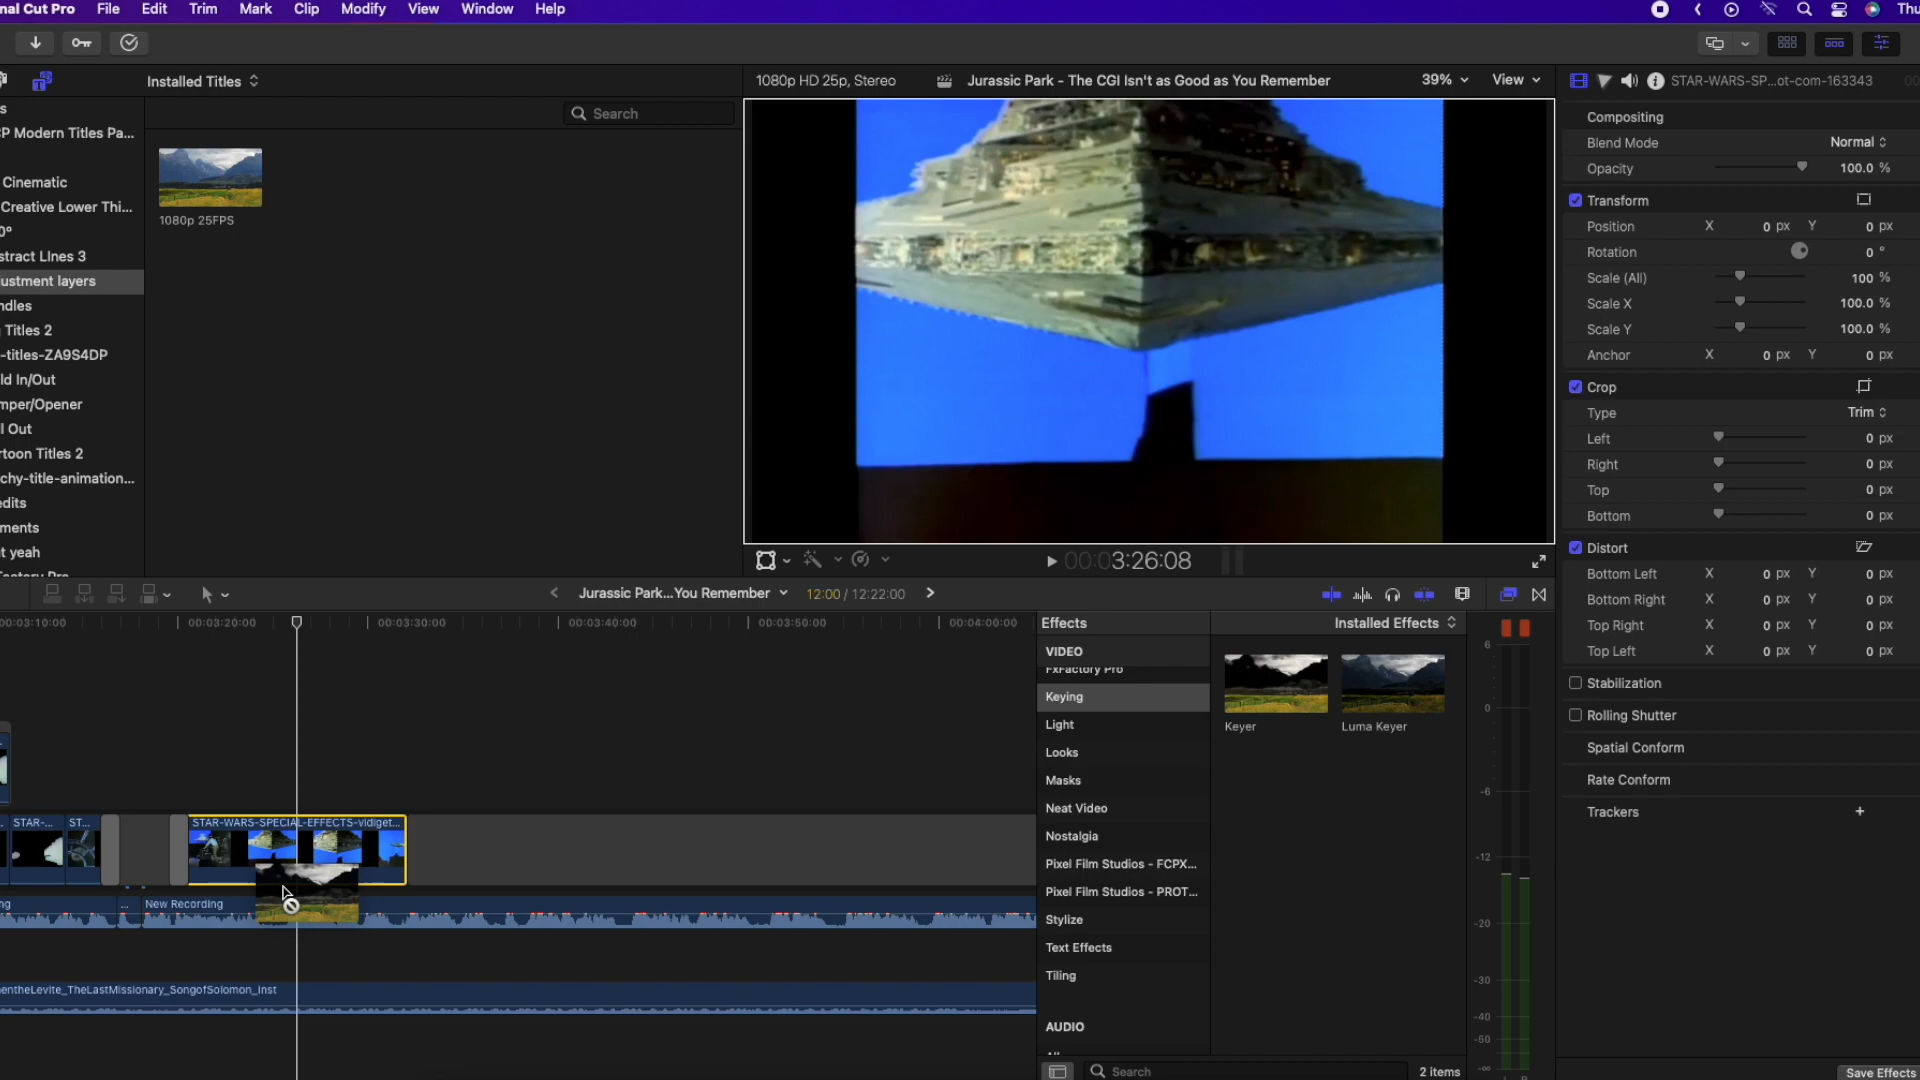 nal Cut Pro File Edit Trim Mark Clip Modify View Window Help Thu
Installed Titles
1080p HD 25p, Stereo Jurassic Park - The CGI Isn't as Good as You Remember 39% View
STAR-WARS-SP...ot-com-163343
Search
s
CP Modern Titles Pa...
Cinematic
Creative Lower Thi...
0°
stract LInes 3
justment layers
ndles
Titles 2
-titles-ZA9S4DP
ld In/Out
mper/Opener
ll Out
rtoon Titles 2
chy-title-animation...
edits
ments
t yeah
1080p 25FPS
Compositing
Blend Mode Normal
Opacity 100.0 %
Transform
Position X 0 px Y 0 px
Rotation 0 °
Scale (All) 100 %
Scale X 100.0 %
Scale Y 100.0 %
Anchor X 0 px Y 0 px
Crop
Type Trim
Left 0 px
Right 0 px
Top 0 px
Bottom 0 px
Distort
Bottom Left X 0 px Y 0 px
Bottom Right X 0 px Y 0 px
Top Right X 0 px Y 0 px
Top Left X 0 px Y 0 px
Stabilization
Rolling Shutter
Spatial Conform
Rate Conform
Trackers +
Save Effects
00:03:26:08
Jurassic Park...You Remember 12:00 / 12:22:00
00:03:10:00 00:03:20:00 00:03:30:00 00:03:40:00 00:03:50:00 00:04:00:00
STAR-... ST... STAR-WARS-SPECIAL-EFFECTS-vidiget...
ng ... New Recording
entheLevite_TheLastMissionary_SongofSolomon_Inst
Effects Installed Effects
VIDEO
FxFactory Pro
Keying
Light
Looks
Masks
Neat Video
Nostalgia
Pixel Film Studios - FCPX...
Pixel Film Studios - PROT...
Stylize
Text Effects
Tiling
AUDIO
Keyer Luma Keyer
Search 2 items
6
0
-6
-12
-20
-30
-40
-50
-∞